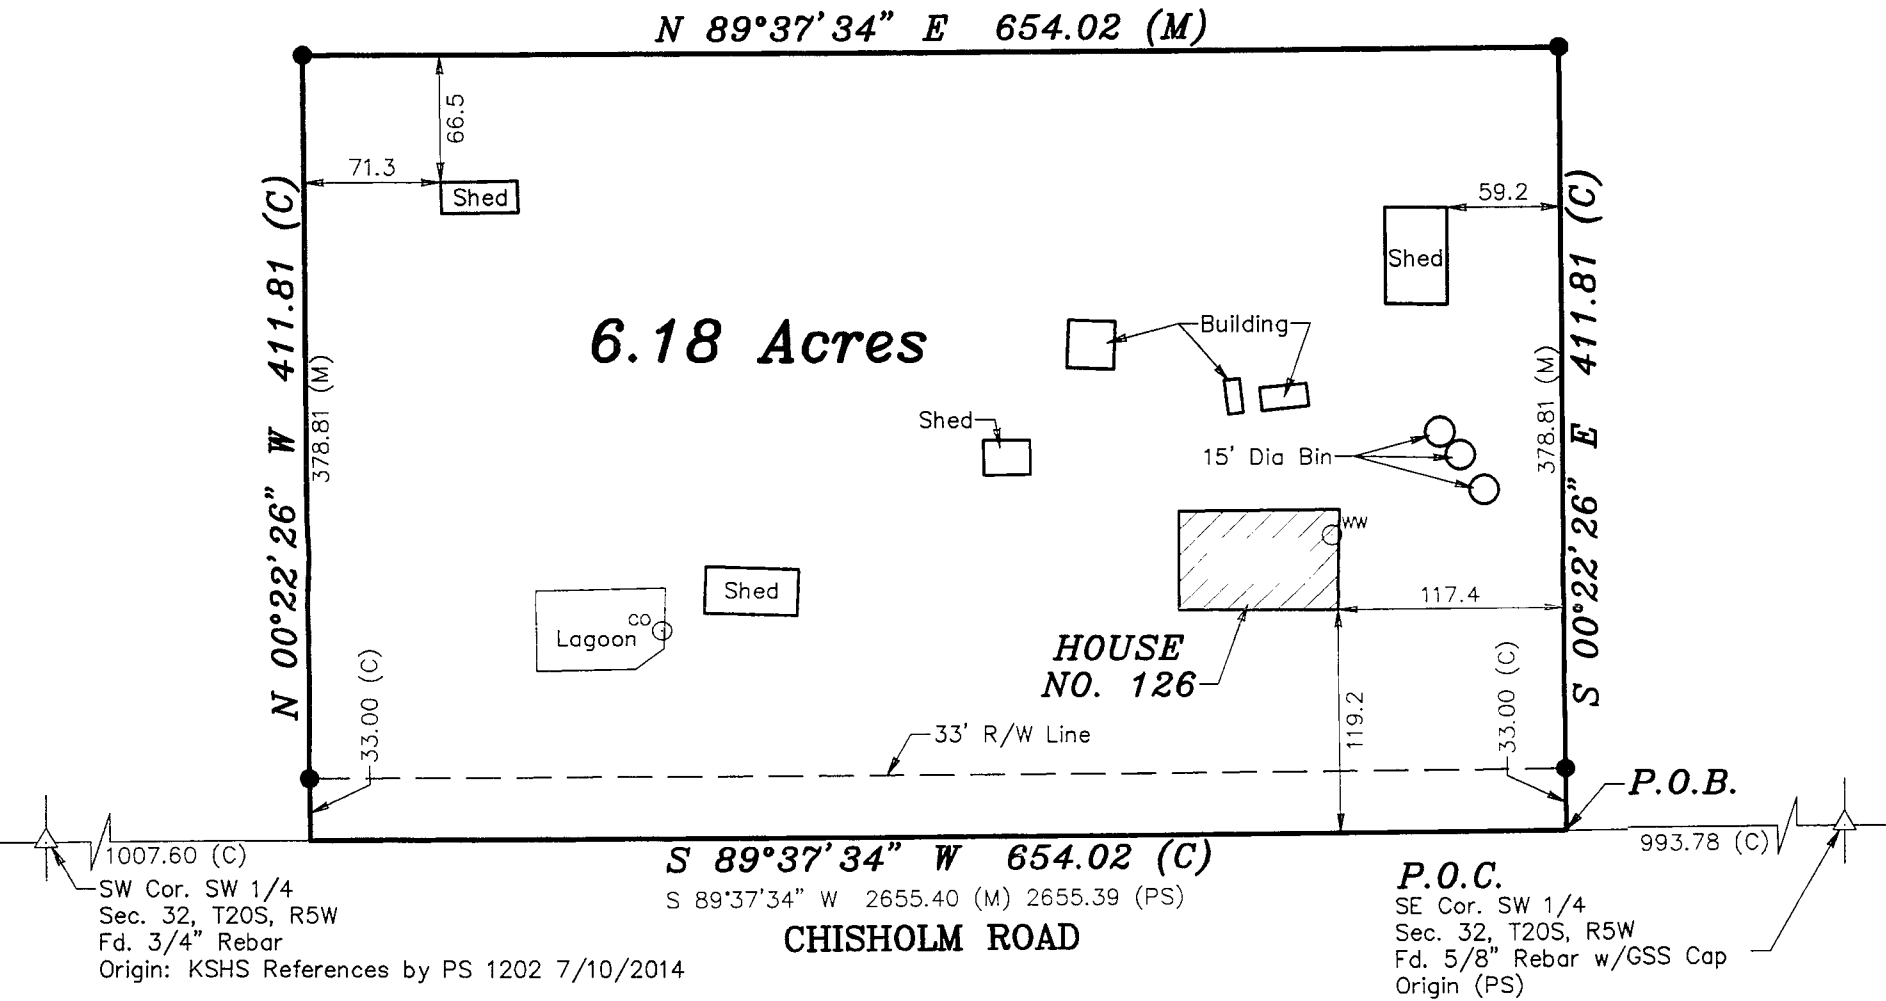 N 89°37'34" E 654.02 (M)
66.5
71.3
Shed
59.2
Shed
N 00°22'26" W 411.81 (C)
378.81 (M)
S 00°22'26" E 411.81 (C)
378.81 (M)
6.18 Acres
Building
Shed
15' Dia Bin
WW
Shed
CO
Lagoon
117.4
HOUSE
NO. 126
119.2
33.00 (C)
33.00 (C)
33' R/W Line
P.O.B.
1007.60 (C)
S 89°37'34" W 654.02 (C)
993.78 (C)
S 89°37'34" W 2655.40 (M) 2655.39 (PS)
CHISHOLM ROAD
SW Cor. SW 1/4
Sec. 32, T20S, R5W
Fd. 3/4" Rebar
Origin: KSHS References by PS 1202 7/10/2014
P.O.C.
SE Cor. SW 1/4
Sec. 32, T20S, R5W
Fd. 5/8" Rebar w/GSS Cap
Origin (PS)